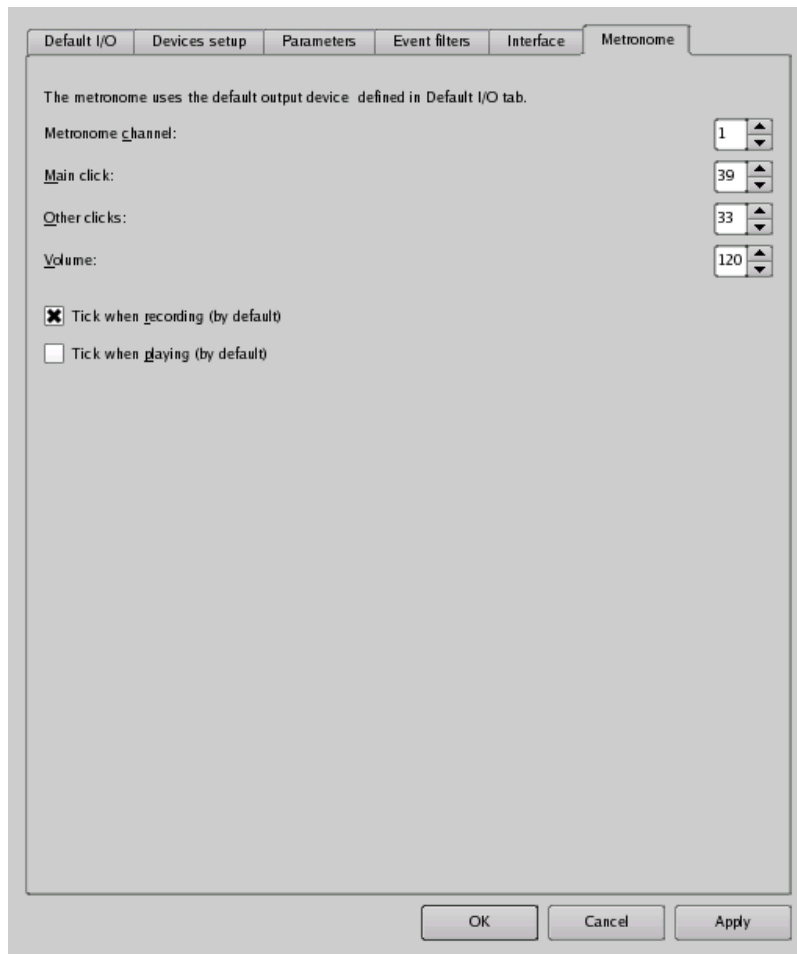 Default I/O Devices setup Parameters Event filters Interface Metronome
The metronome uses the default output device defined in Default I/O tab.
Metronome channel: 1
Main click: 39
Other clicks: 33
Volume: 120
Tick when recording (by default)
Tick when playing (by default)
OK Cancel Apply